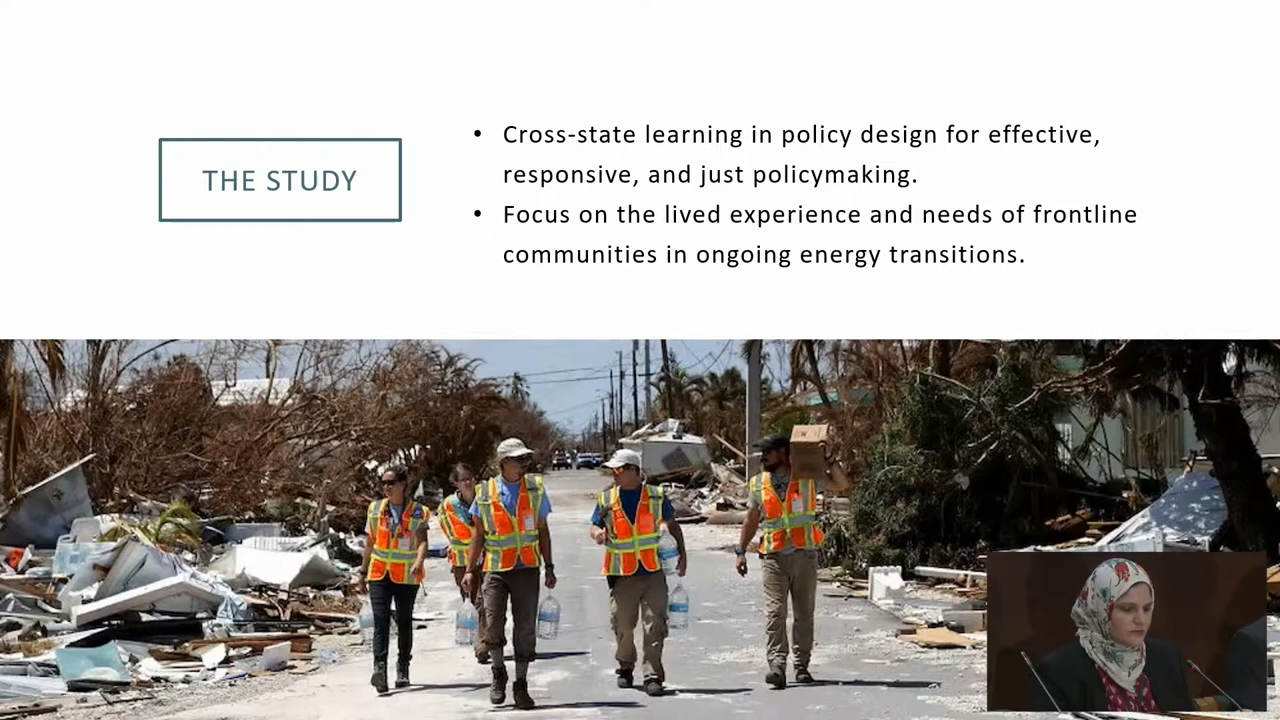 THE STUDY
• Cross-state learning in policy design for effective,
responsive, and just policymaking.
• Focus on the lived experience and needs of frontline
communities in ongoing energy transitions.